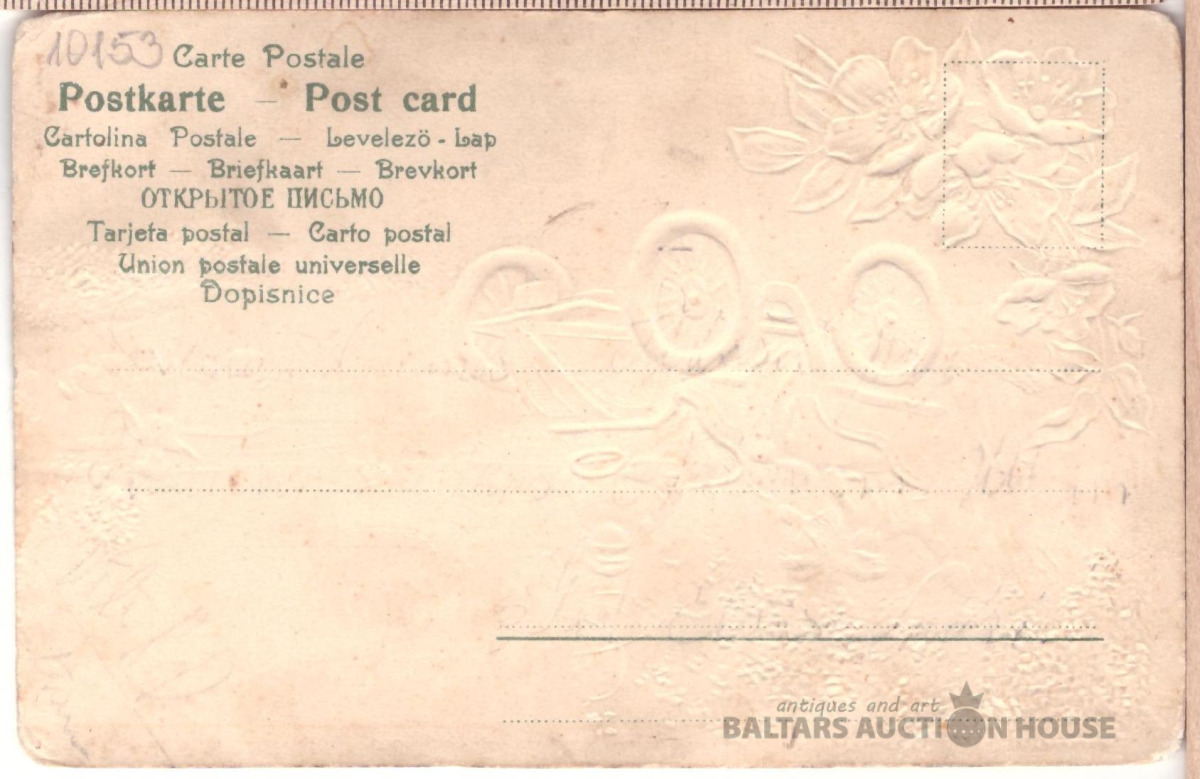 10153
Carte Postale
Postkarte — Post card
Cartolina Postale — Levelezö - Lap
Brefkort — Briefkaart — Brevkort
ОТКРЫТОЕ ПИСЬМО
Tarjeta postal — Carto postal
Union postale universelle
Dopisnice
antiques and art
BALTARS AUCTION HOUSE